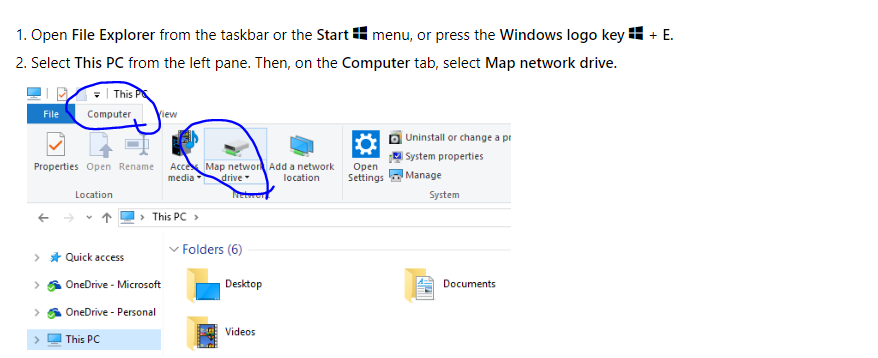 1. Open File Explorer from the taskbar or the Start menu, or press the Windows logo key + E.
2. Select This PC from the left pane. Then, on the Computer tab, select Map network drive.
This PC
File Computer View
Properties Open Rename Access media Map network drive Add a network location Open Settings
Uninstall or change a pr
System properties
Manage
Location Network System
This PC
Quick access
OneDrive - Microsoft
OneDrive - Personal
This PC
Folders (6)
Desktop Documents
Videos